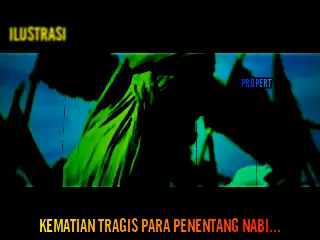 ILUSTRASI
PROPERT
KEMATIAN TRAGIS PARA PENENTANG NABI...